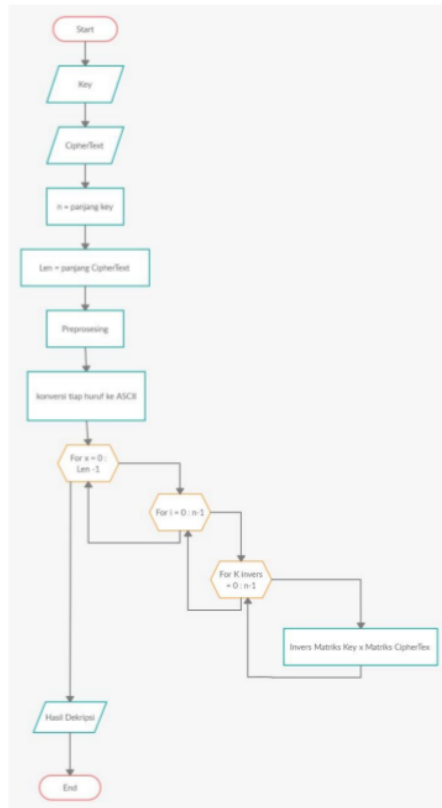 Start
Key
CipherText
n = panjang key
Len = panjang CipherText
Preprosesing
konversi tiap huruf ke ASCII
For x = 0 :
Len -1
For i = 0 : n-1
For K invers
= 0 : n-1
Invers Matriks Key x Matriks CipherTex
Hasil Dekripsi
End